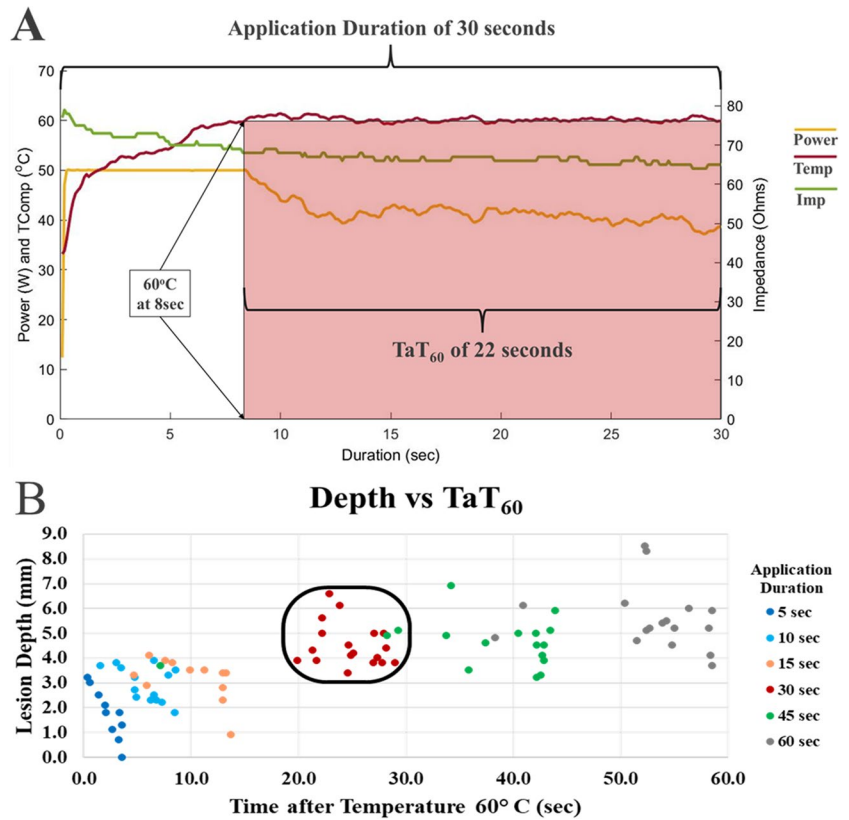 A
Application Duration of 30 seconds
70
60
50
40
30
20
10
0
Power (W) and TComp (°C)
80
70
60
50
40
30
20
10
0
Impedance (Ohms)
Power
Temp
Imp
60°C
at 8sec
TaT60 of 22 seconds
0 5 10 15 20 25 30
Duration (sec)
B
Depth vs TaT60
9.0
8.0
7.0
6.0
5.0
4.0
3.0
2.0
1.0
0.0
Lesion Depth (mm)
0.0 10.0 20.0 30.0 40.0 50.0 60.0
Time after Temperature 60° C (sec)
Application
Duration
5 sec
10 sec
15 sec
30 sec
45 sec
60 sec